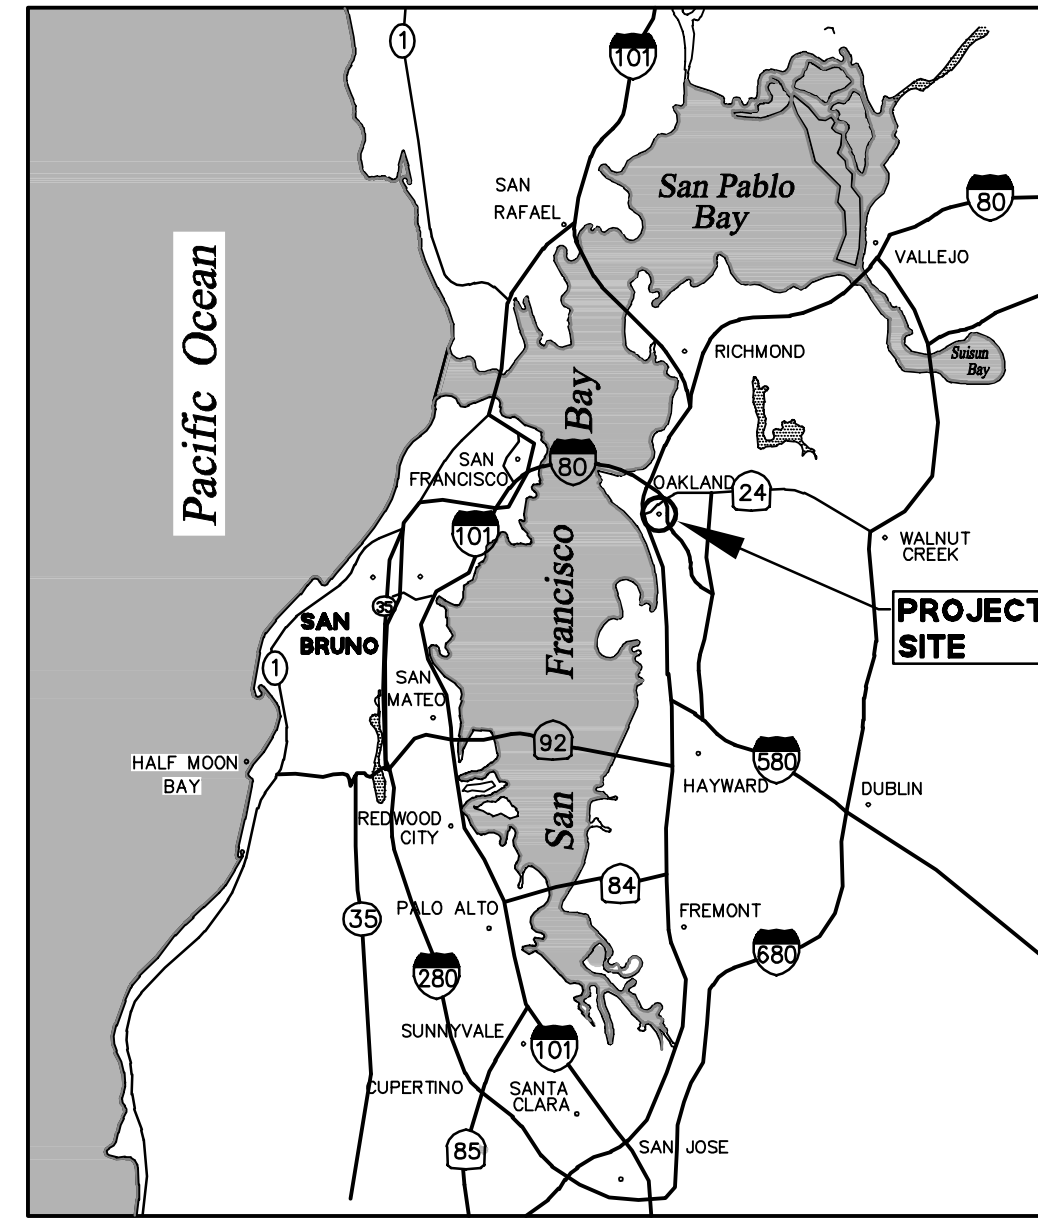 1
101
SAN
RAFAEL
San Pablo
Bay
80
VALLEJO
Pacific Ocean
RICHMOND
Suisun
Bay
San Francisco Bay
SAN
FRANCISCO
80
OAKLAND
24
101
WALNUT
CREEK
35
SAN
BRUNO
PROJECT
SITE
1
SAN
MATEO
92
HALF MOON
BAY
580
HAYWARD
DUBLIN
REDWOOD
CITY
84
PALO ALTO
35
FREMONT
680
280
SUNNYVALE
101
CUPERTINO
SANTA
CLARA
85
SAN JOSE